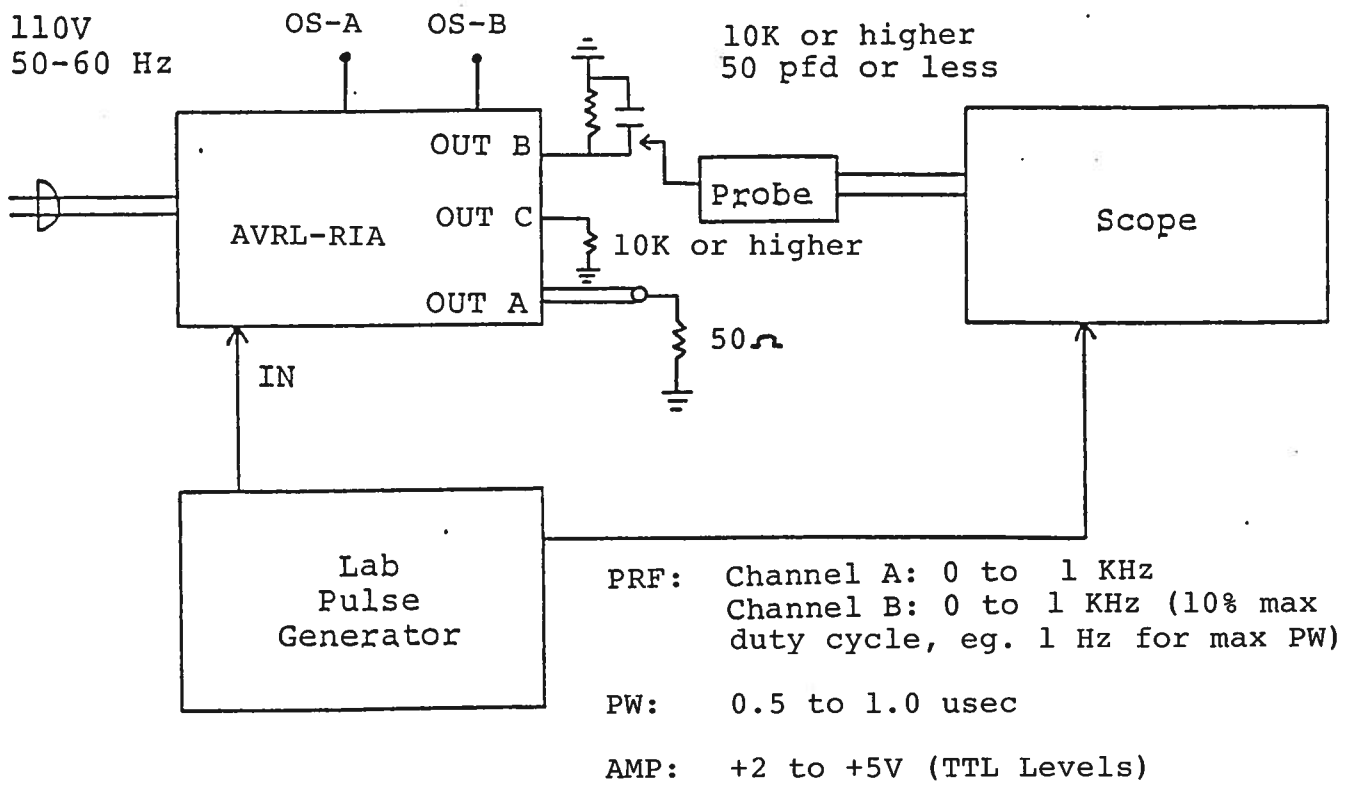 110V
50-60 Hz
OS-A
OS-B
10K or higher
50 pfd or less
OUT B
OUT C
AVRL-RIA
OUT A
10K or higher
50Ω
Probe
Scope
IN
Lab
Pulse
Generator
PRF: Channel A: 0 to 1 KHz
Channel B: 0 to 1 KHz (10% max
duty cycle, eg. 1 Hz for max PW)
PW: 0.5 to 1.0 usec
AMP: +2 to +5V (TTL Levels)